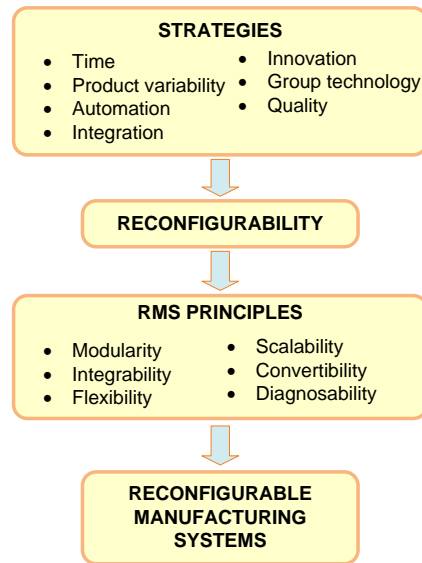 STRATEGIES
• Time
• Product variability
• Automation
• Integration
• Innovation
• Group technology
• Quality
RECONFIGURABILITY
RMS PRINCIPLES
• Modularity
• Integrability
• Flexibility
• Scalability
• Convertibility
• Diagnosability
RECONFIGURABLE
MANUFACTURING
SYSTEMS